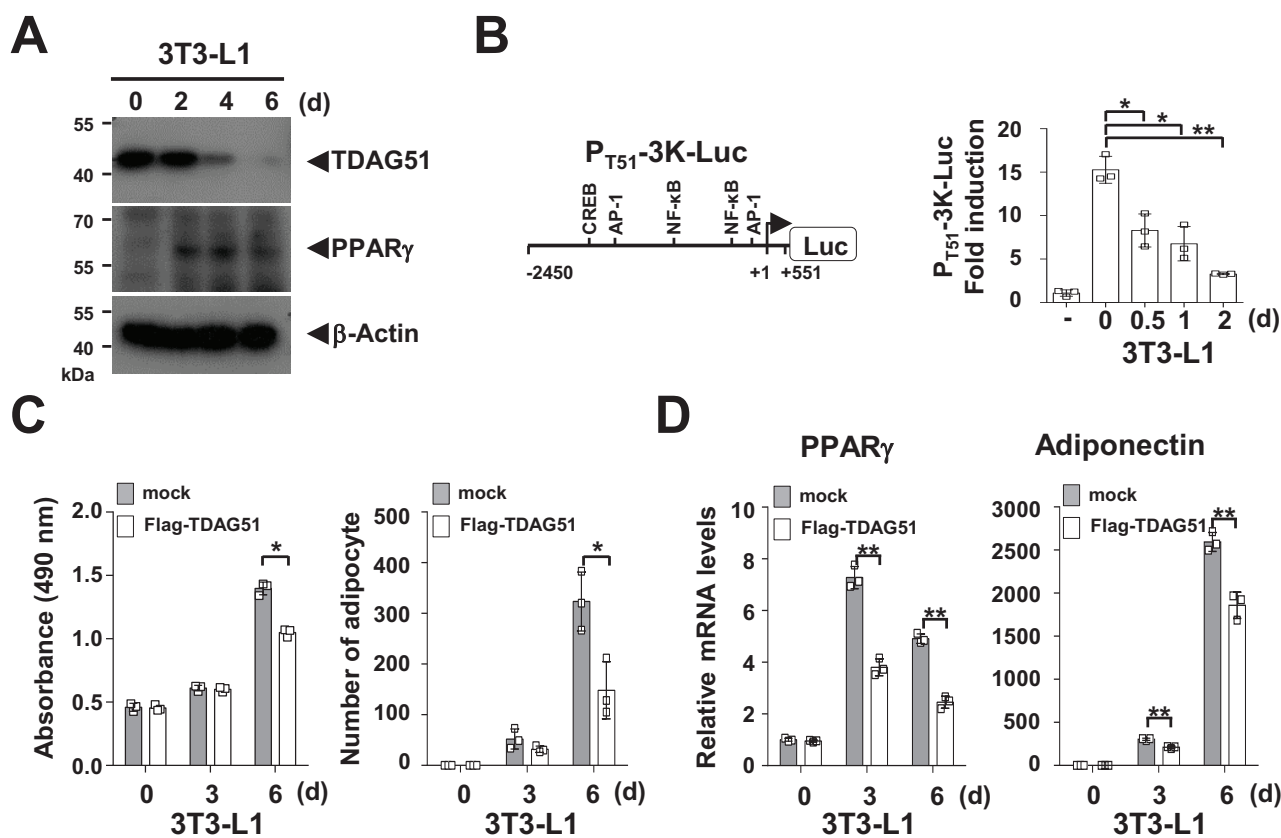 A
3T3-L1
0 2 4 6 (d)
55
40
TDAG51
70
55
PPARγ
55
40
β-Actin
kDa
B
PT51-3K-Luc
CREB
AP-1
NF-κB
NF-κB
AP-1
Luc
-2450
+1
+551
PT51-3K-Luc
Fold induction
20
15
10
5
0
*
*
**
- 0 0.5 1 2 (d)
3T3-L1
C
mock
Flag-TDAG51
Absorbance (490 nm)
2.0
1.5
1.0
0.5
0.0
*
0 3 6 (d)
3T3-L1
mock
Flag-TDAG51
Number of adipocyte
500
400
300
200
100
0
*
0 3 6 (d)
3T3-L1
D
PPARγ
mock
Flag-TDAG51
Relative mRNA levels
10
8
6
4
2
0
**
**
0 3 6 (d)
3T3-L1
Adiponectin
mock
Flag-TDAG51
3000
2500
2000
1500
1000
500
0
**
**
0 3 6 (d)
3T3-L1